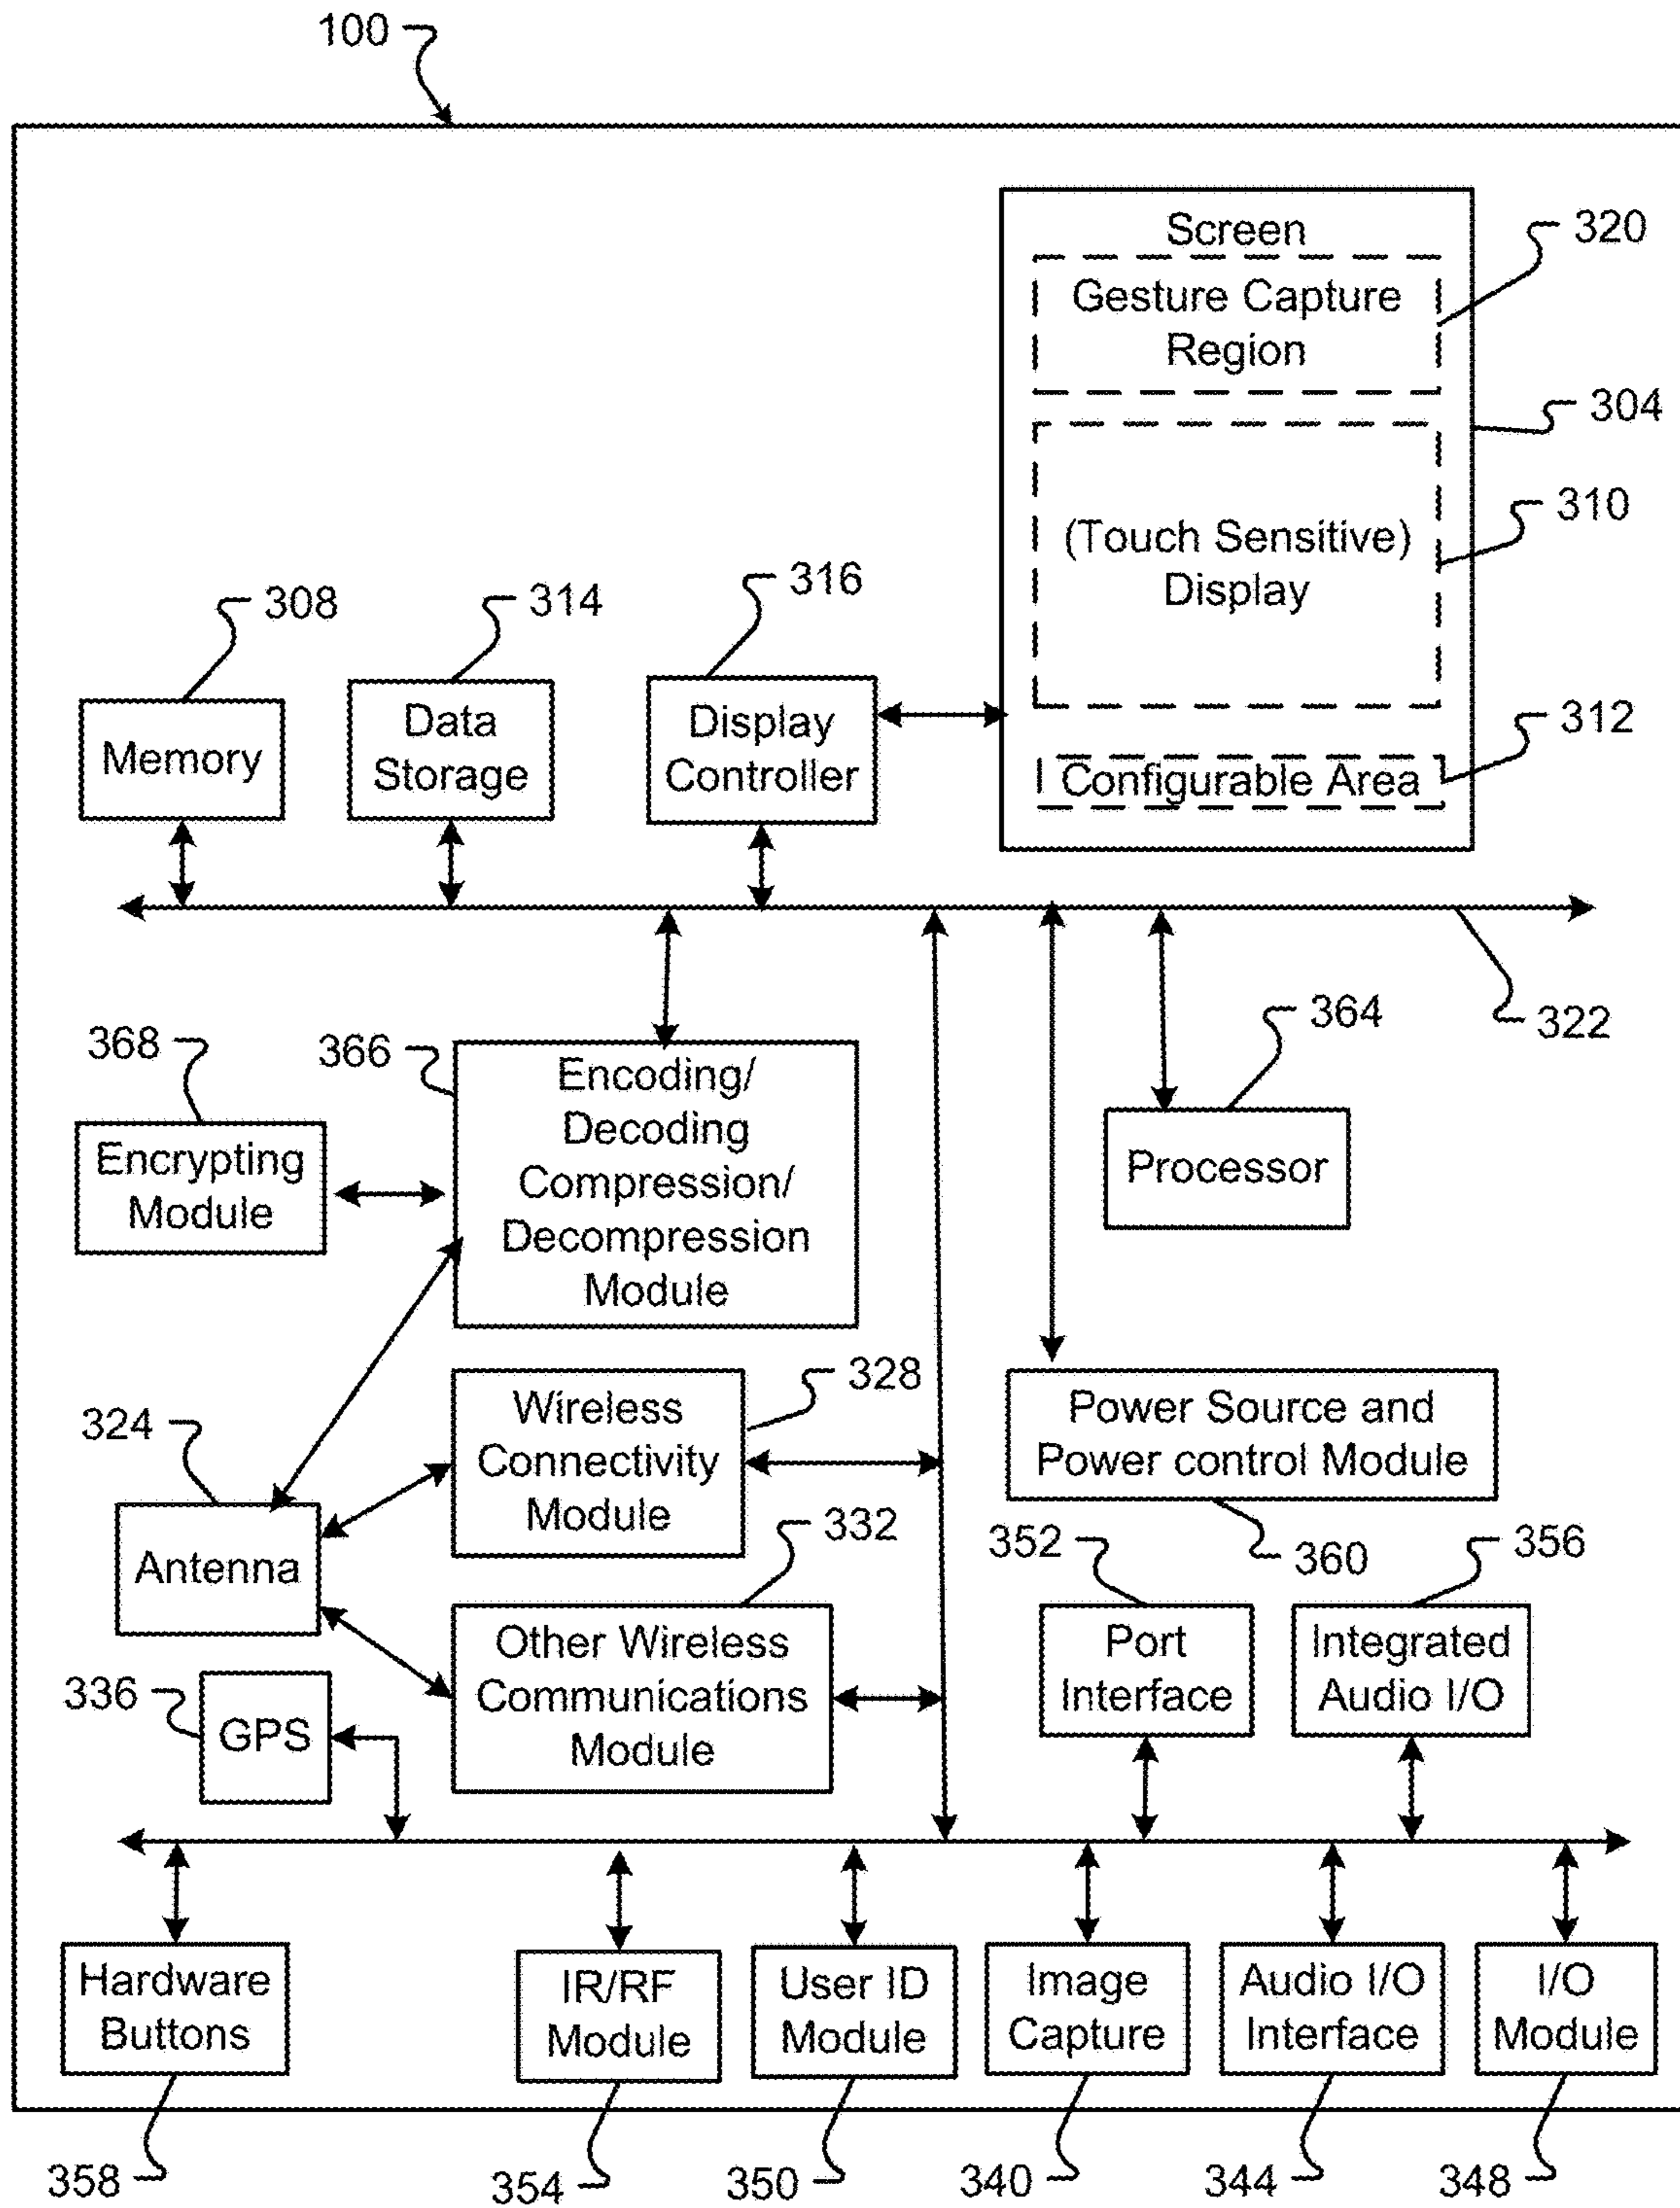 100
Screen
320
Gesture Capture
Region
304
310
(Touch Sensitive)
Display
308
314
316
312
Memory
Data
Storage
Display
Controller
Configurable Area
368
366
364
322
Encrypting
Module
Encoding/
Decoding
Compression/
Decompression
Module
Processor
324
328
Wireless
Connectivity
Module
Power Source and
Power control Module
Antenna
332
352
360
356
336
GPS
Other Wireless
Communications
Module
Port
Interface
Integrated
Audio I/O
Hardware
Buttons
IR/RF
Module
User ID
Module
Image
Capture
Audio I/O
Interface
I/O
Module
358
354
350
340
344
348